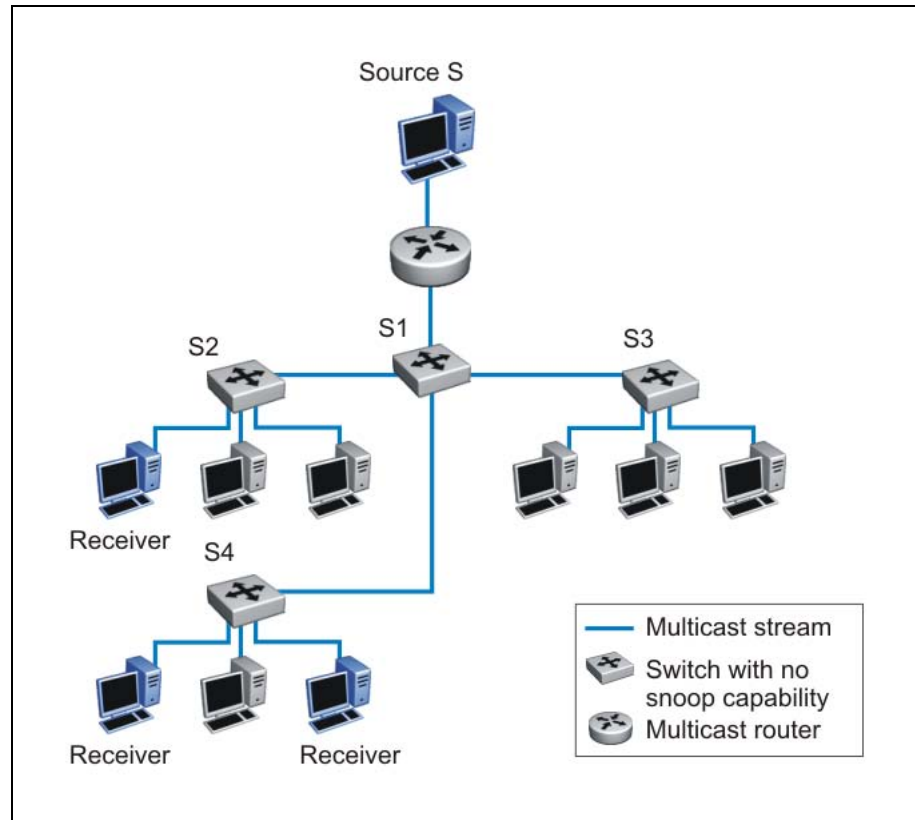 Source S
S1
S2
S3
Receiver
S4
Receiver
Receiver
Multicast stream
Switch with no
snoop capability
Multicast router